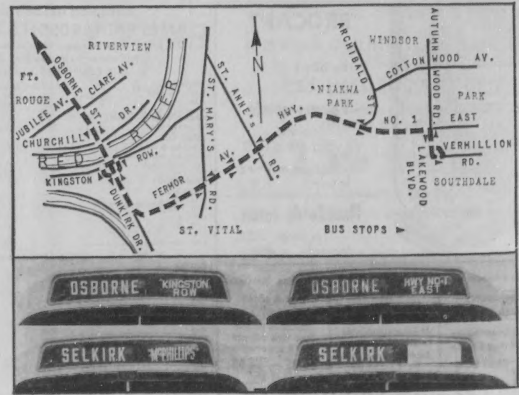 RIVERVIEW
FT.
ROUGE
OSBORNE
ST.
CLARE AV.
JUBILEE AV.
CHURCHILL
DR.
RED
RIVER
KINGSTON
ROW.
DUNKIRK DR.
FERMOR
AV.
ST. MARY'S
RD.
ST. ANNE'S
RD.
ST. VITAL
N
HWY.
NO. 1
"NIAKWA
PARK
ARCHIBALD ST.
WINDSOR
PARK
COTTON WOOD AV.
AUTUMNWOOD RD.
EAST
VERMILLION
RD.
LAKEWOOD
BLVD.
SOUTHDALE
BUS STOPS
OSBORNE KINGSTON
ROW
OSBORNE HWY NO-1
EAST
SELKIRK McPHILLIPS
SELKIRK